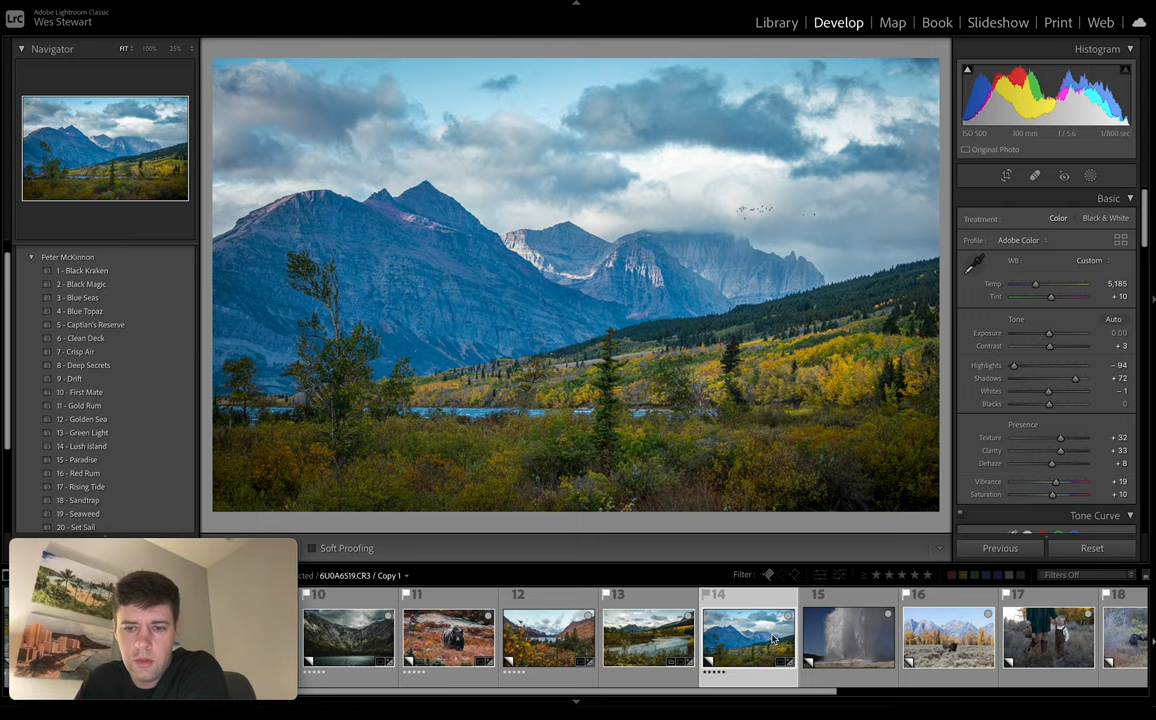 LrC
Adobe Lightroom Classic
Wes Stewart
Library | Develop | Map | Book | Slideshow | Print | Web
Navigator FIT 100% 25%
Histogram
ISO 500 100 mm f / 5.6 1/800 sec
Original Photo
Basic
Treatment : Color Black & White
Profile : Adobe Color
WB : Custom
Temp 5,185
Tint + 10
Tone Auto
Exposure 0.00
Contrast + 3
Highlights − 94
Shadows + 72
Whites − 1
Blacks 0
Presence
Texture + 32
Clarity + 33
Dehaze + 8
Vibrance + 19
Saturation + 10
Tone Curve
Previous Reset
Peter McKinnon
1 - Black Kraken
2 - Black Magic
3 - Blue Seas
4 - Blue Topaz
5 - Captian's Reserve
6 - Clean Deck
7 - Crisp Air
8 - Deep Secrets
9 - Drift
10 - First Mate
11 - Gold Rum
12 - Golden Sea
13 - Green Light
14 - Lush Island
15 - Paradise
16 - Red Rum
17 - Rising Tide
18 - Sandtrap
19 - Seaweed
20 - Set Sail
Soft Proofing
cted / 6U0A6519.CR3 / Copy 1
Filter : Filters Off
10 11 12 13 14 15 16 17 18